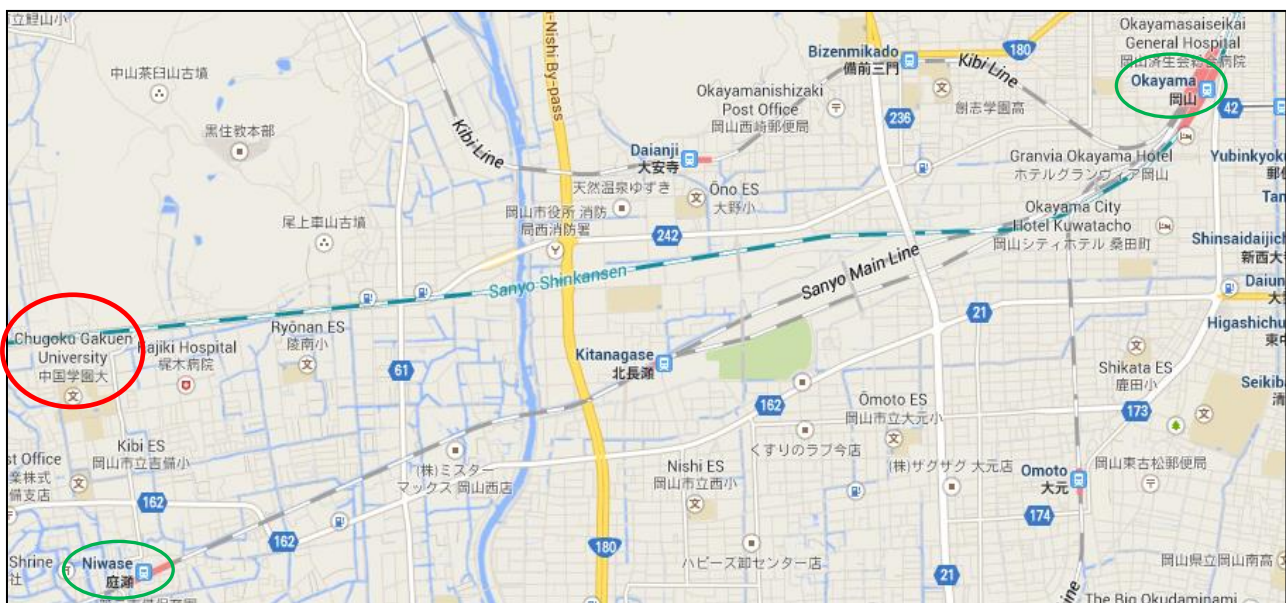 立鯉山小
中山茶臼山古墳
黒住教本部
尾上車山古墳
Kibi Line
-Nishi By-pass
Bizenmikado
備前三門
180
Kibi Line
Okayamasaiseikai
General Hospital
岡山済生会総合病院
Okayama
岡山
42
Okayamanishizaki
Post Office
岡山西崎郵便局
236
創志学園高
Daianji
大安寺
天然温泉ゆずき
Ōno ES
大野小
Granvia Okayama Hotel
ホテルグランヴィア岡山
Yubinkyoku
岡山市役所 消防
局西消防署
242
Okayama City
Hotel Kuwatacho
岡山シティホテル 桑田町
Shinsaidaijich
新西大
Sanyo Shinkansen
Sanyo Main Line
Daiun
Chugoku Gakuen
University
中国学園大
Kajiki Hospital
梶木病院
Ryōnan ES
陵南小
61
Kitanagase
北長瀬
21
Higashichu
東中
Shikata ES
鹿田小
Seikiba
清
162
Ōmoto ES
岡山市立大元小
173
Kibi ES
岡山市立吉備小
st Office
業株式
備支店
(株)ミスター
マックス 岡山西店
Nishi ES
岡山市立西小
くすりのラブ今店
(株)ザグザグ 大元店
Omoto
大元
岡山東古松郵便局
162
162
174
Shrine
社
Niwase
庭瀬
180
ハピーズ卸センター店
21
岡山県立岡山南高
Line
The Big Okudaminami